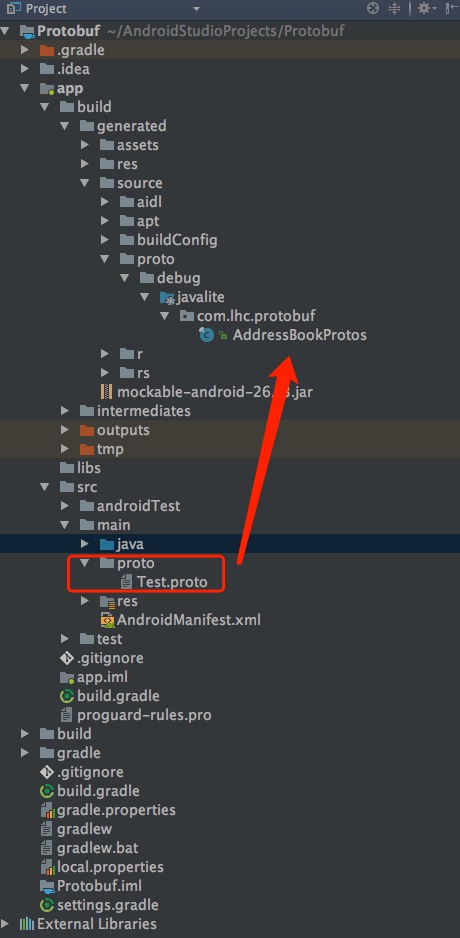 Project
Protobuf ~/AndroidStudioProjects/Protobuf
.gradle
.idea
app
build
generated
assets
res
source
aidl
apt
buildConfig
proto
debug
javalite
com.lhc.protobuf
AddressBookProtos
r
rs
mockable-android-26. .jar
intermediates
outputs
tmp
libs
src
androidTest
main
java
proto
Test.proto
res
AndroidManifest.xml
test
.gitignore
app.iml
build.gradle
proguard-rules.pro
build
gradle
.gitignore
build.gradle
gradle.properties
gradlew
gradlew.bat
local.properties
Protobuf.iml
settings.gradle
External Libraries